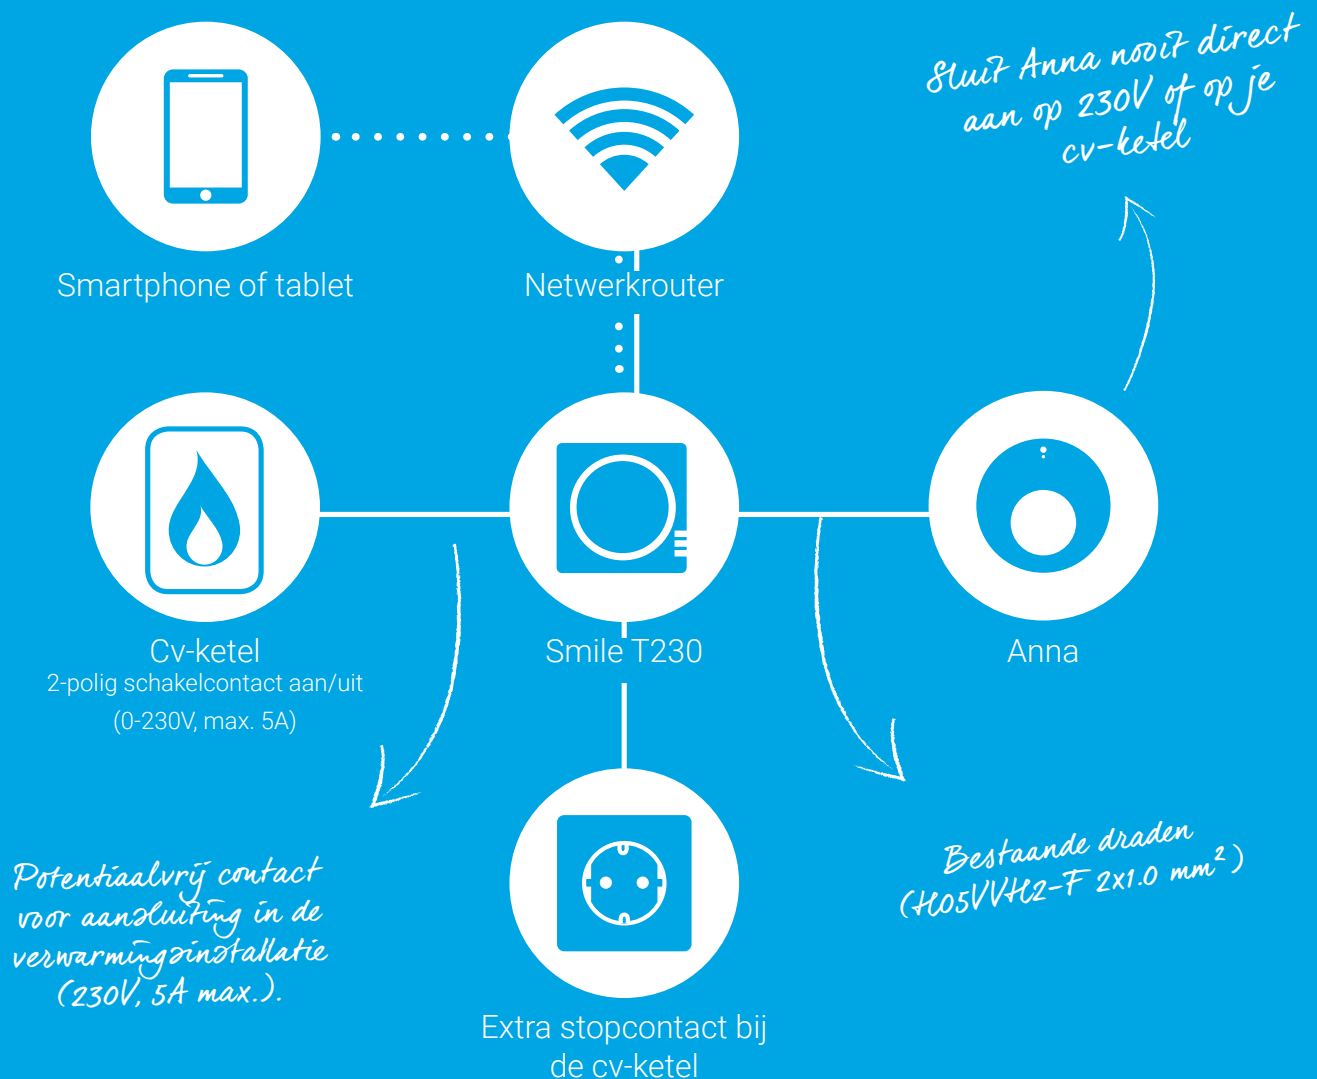 Sluit Anna nooit direct
aan op 230V of op je
cv-ketel
Smartphone of tablet
Netwerkrouter
Cv-ketel
2-polig schakelcontact aan/uit
(0-230V, max. 5A)
Smile T230
Anna
Potentiaalvrij contact
voor aansluiting in de
verwarmingsinstallatie
(230V, 5A max.).
Bestaande draden
(H05VVH2-F 2x1.0 mm²)
Extra stopcontact bij
de cv-ketel